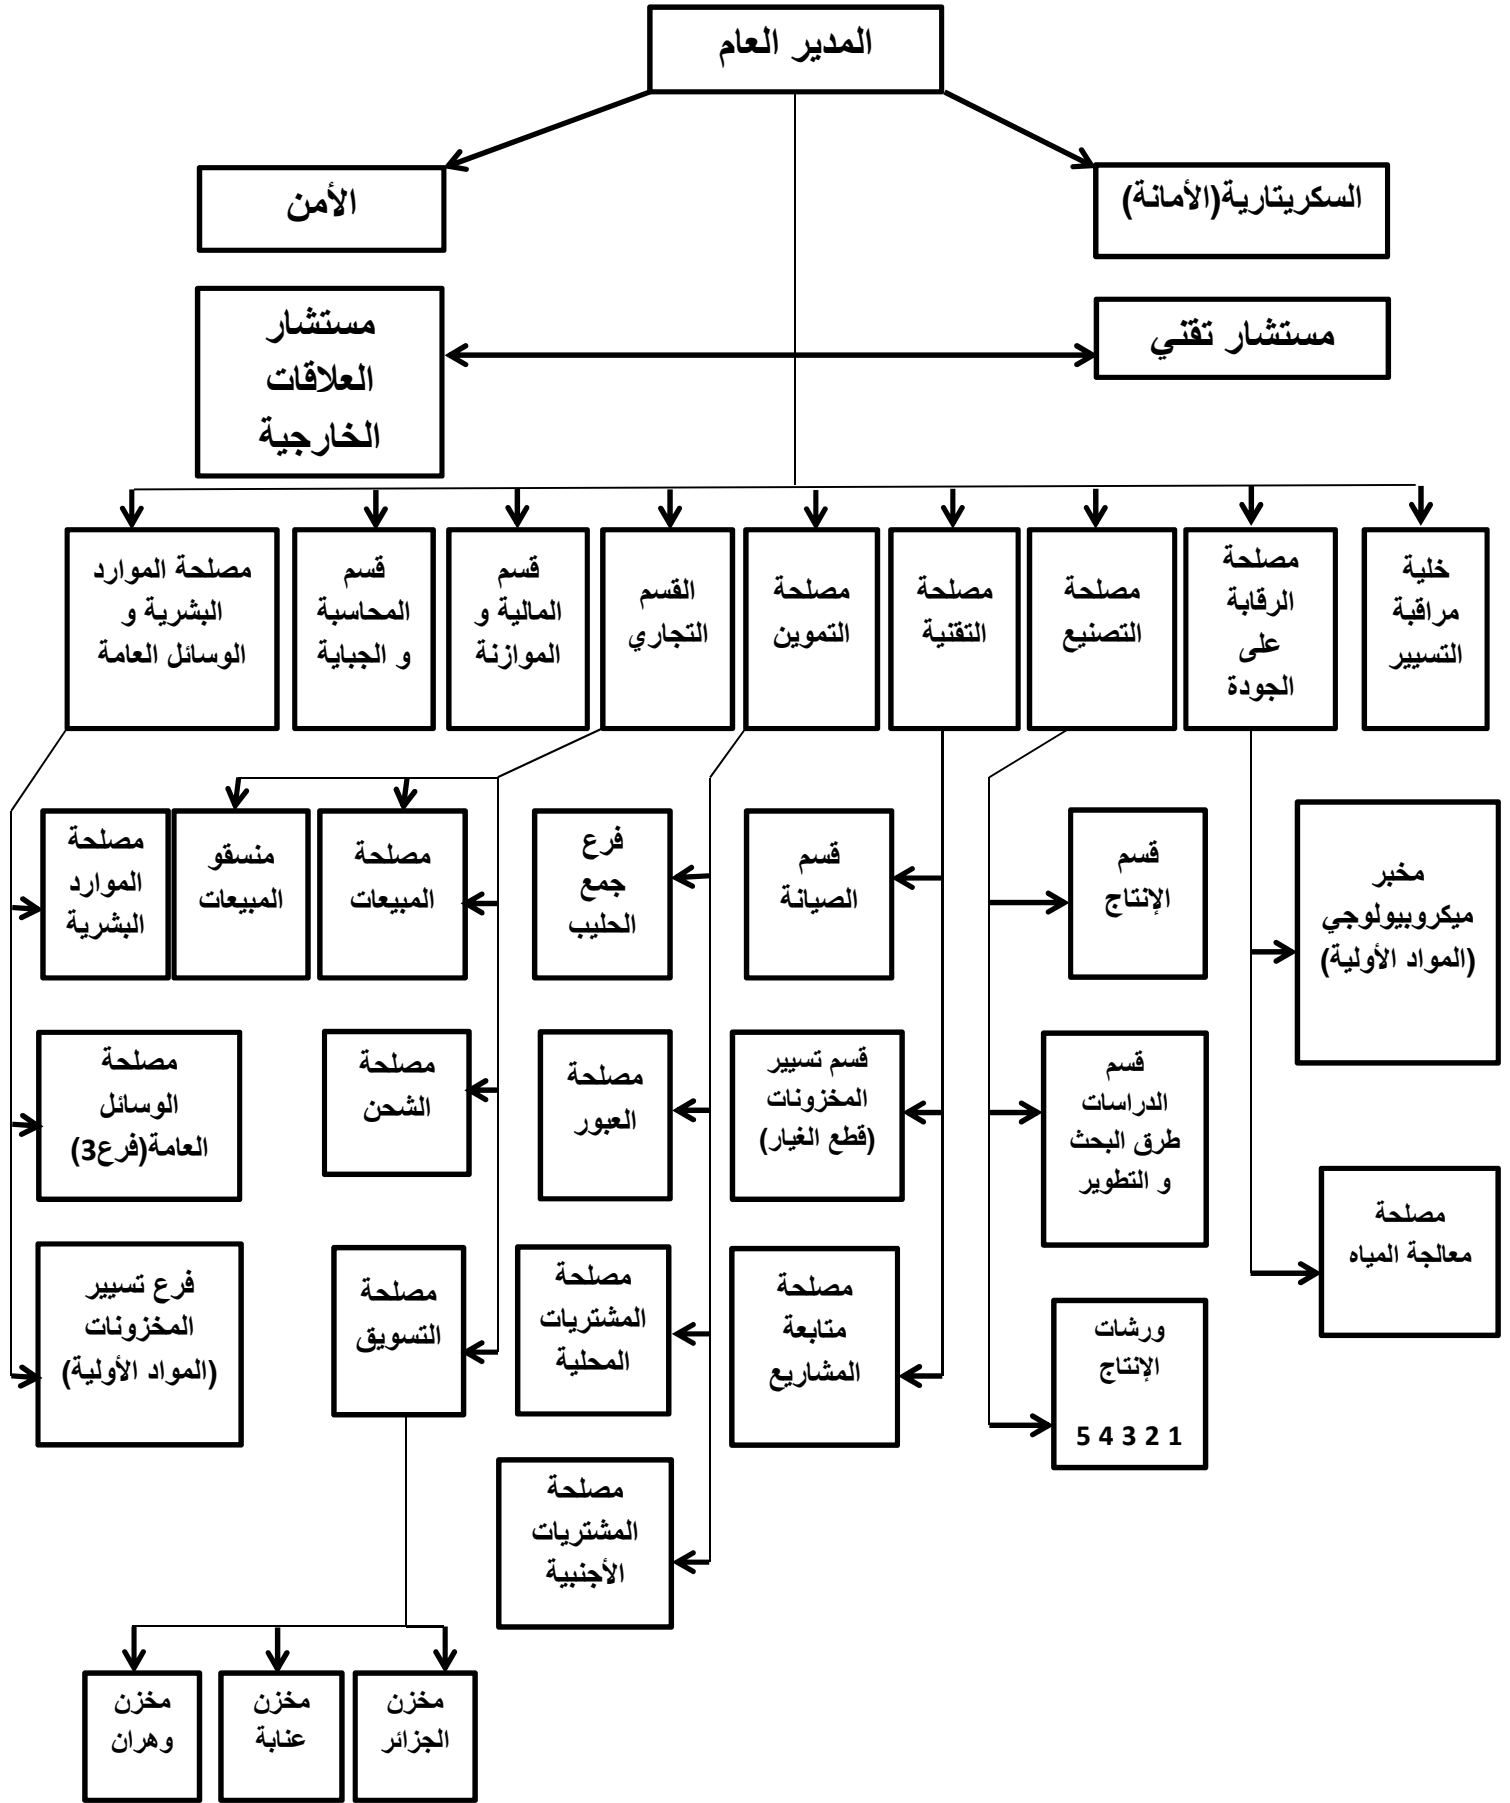 المدير العام
السكريتارية(الأمانة)
الأمن
مستشار تقني
مستشار
العلاقات
الخارجية
خلية
مراقبة
التسيير
مصلحة
الرقابة
على
الجودة
مصلحة
التصنيع
مصلحة
التقنية
مصلحة
التموين
القسم
التجاري
قسم
المالية و
الموازنة
قسم
المحاسبة
و الجباية
مصلحة الموارد
البشرية و
الوسائل العامة
مخبر
ميكروبيولوجي
(المواد الأولية)
قسم
الإنتاج
قسم
الصيانة
فرع
جمع
الحليب
مصلحة
المبيعات
منسقو
المبيعات
مصلحة
الموارد
البشرية
مصلحة
معالجة المياه
قسم
الدراسات
طرق البحث
و التطوير
قسم تسيير
المخزونات
(قطع الغيار)
مصلحة
العبور
مصلحة
الشحن
مصلحة
الوسائل
العامة(فرع3)
ورشات
الإنتاج
1 2 3 4 5
مصلحة
متابعة
المشاريع
مصلحة
المشتريات
المحلية
مصلحة
التسويق
فرع تسيير
المخزونات
(المواد الأولية)
مصلحة
المشتريات
الأجنبية
مخزن
الجزائر
مخزن
عنابة
مخزن
وهران